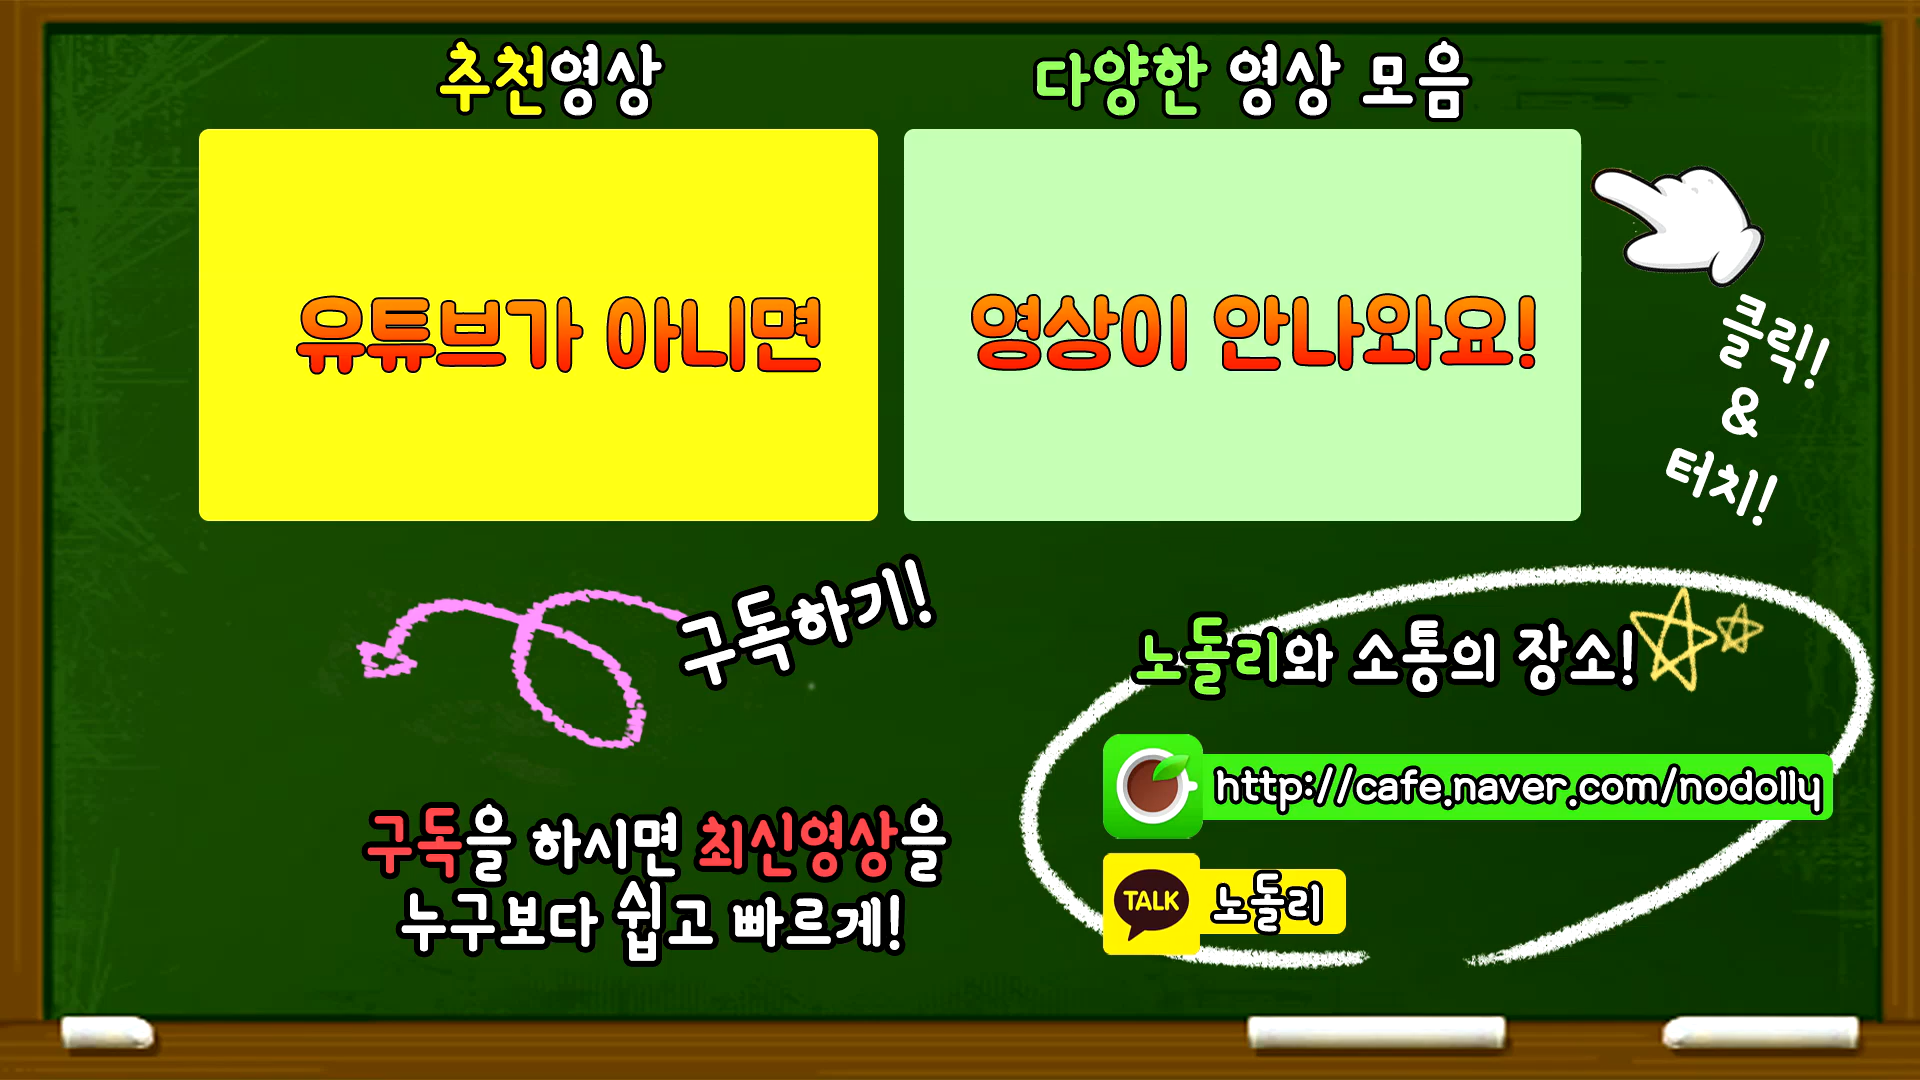 추천영상
다양한 영상 모음
유튜브가 아니면
영상이 안나와요!
클릭!
&
터치!
구독하기!
노돌리와 소통의 장소!
http://cafe.naver.com/nodolly
TALK 노돌리
구독을 하시면 최신영상을
누구보다 쉽고 빠르게!